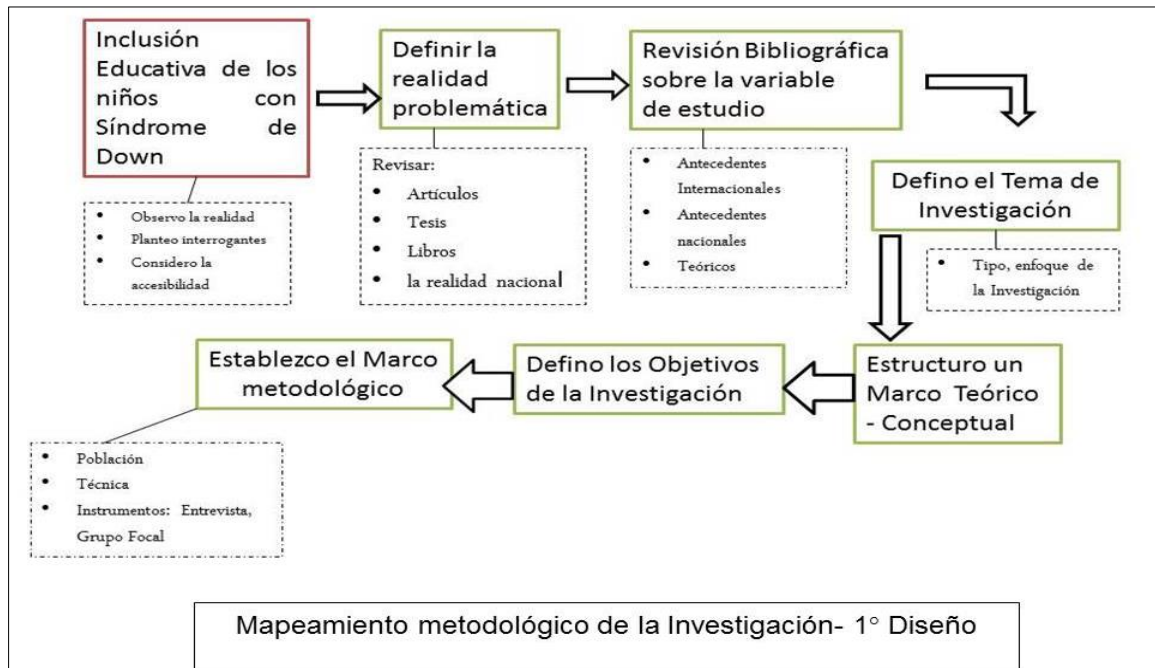 Inclusión
Educativa de los
niños con
Síndrome de
Down
Observo la realidad
Planteo interrogantes
Considero la
accesibilidad
Definir la
realidad
problemática
Revisar:
Artículos
Tesis
Libros
la realidad nacional
Revisión Bibliográfica
sobre la variable
de estudio
Antecedentes
Internacionales
Antecedentes
nacionales
Teóricos
Defino el Tema de
Investigación
Tipo, enfoque de
la Investigación
Estructuro un
Marco Teórico
- Conceptual
Defino los Objetivos
de la Investigación
Establezco el Marco
metodológico
Población
Técnica
Instrumentos: Entrevista,
Grupo Focal
Mapeamiento metodológico de la Investigación- 1° Diseño